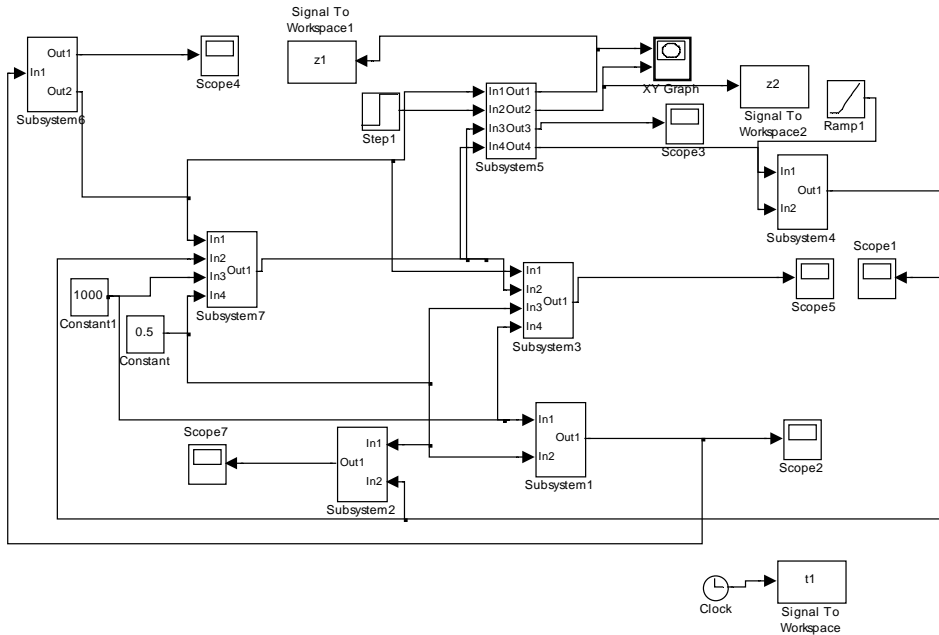 Signal To
Workspace1
z1
Out1
In1
Out2
Subsystem6
Scope4
XY Graph
z2
Signal To
Workspace2
Ramp1
Step1
In1 Out1
In2 Out2
In3 Out3
In4 Out4
Subsystem5
Scope3
In1
Out1
In2
Subsystem4
In1
In2
Out1
In3
In4
Subsystem7
1000
Constant1
0.5
Constant
In1
In2
Out1
In3
In4
Subsystem3
Scope5
Scope1
Scope7
In1
Out1
In2
Subsystem2
In1
Out1
In2
Subsystem1
Scope2
Clock
t1
Signal To
Workspace